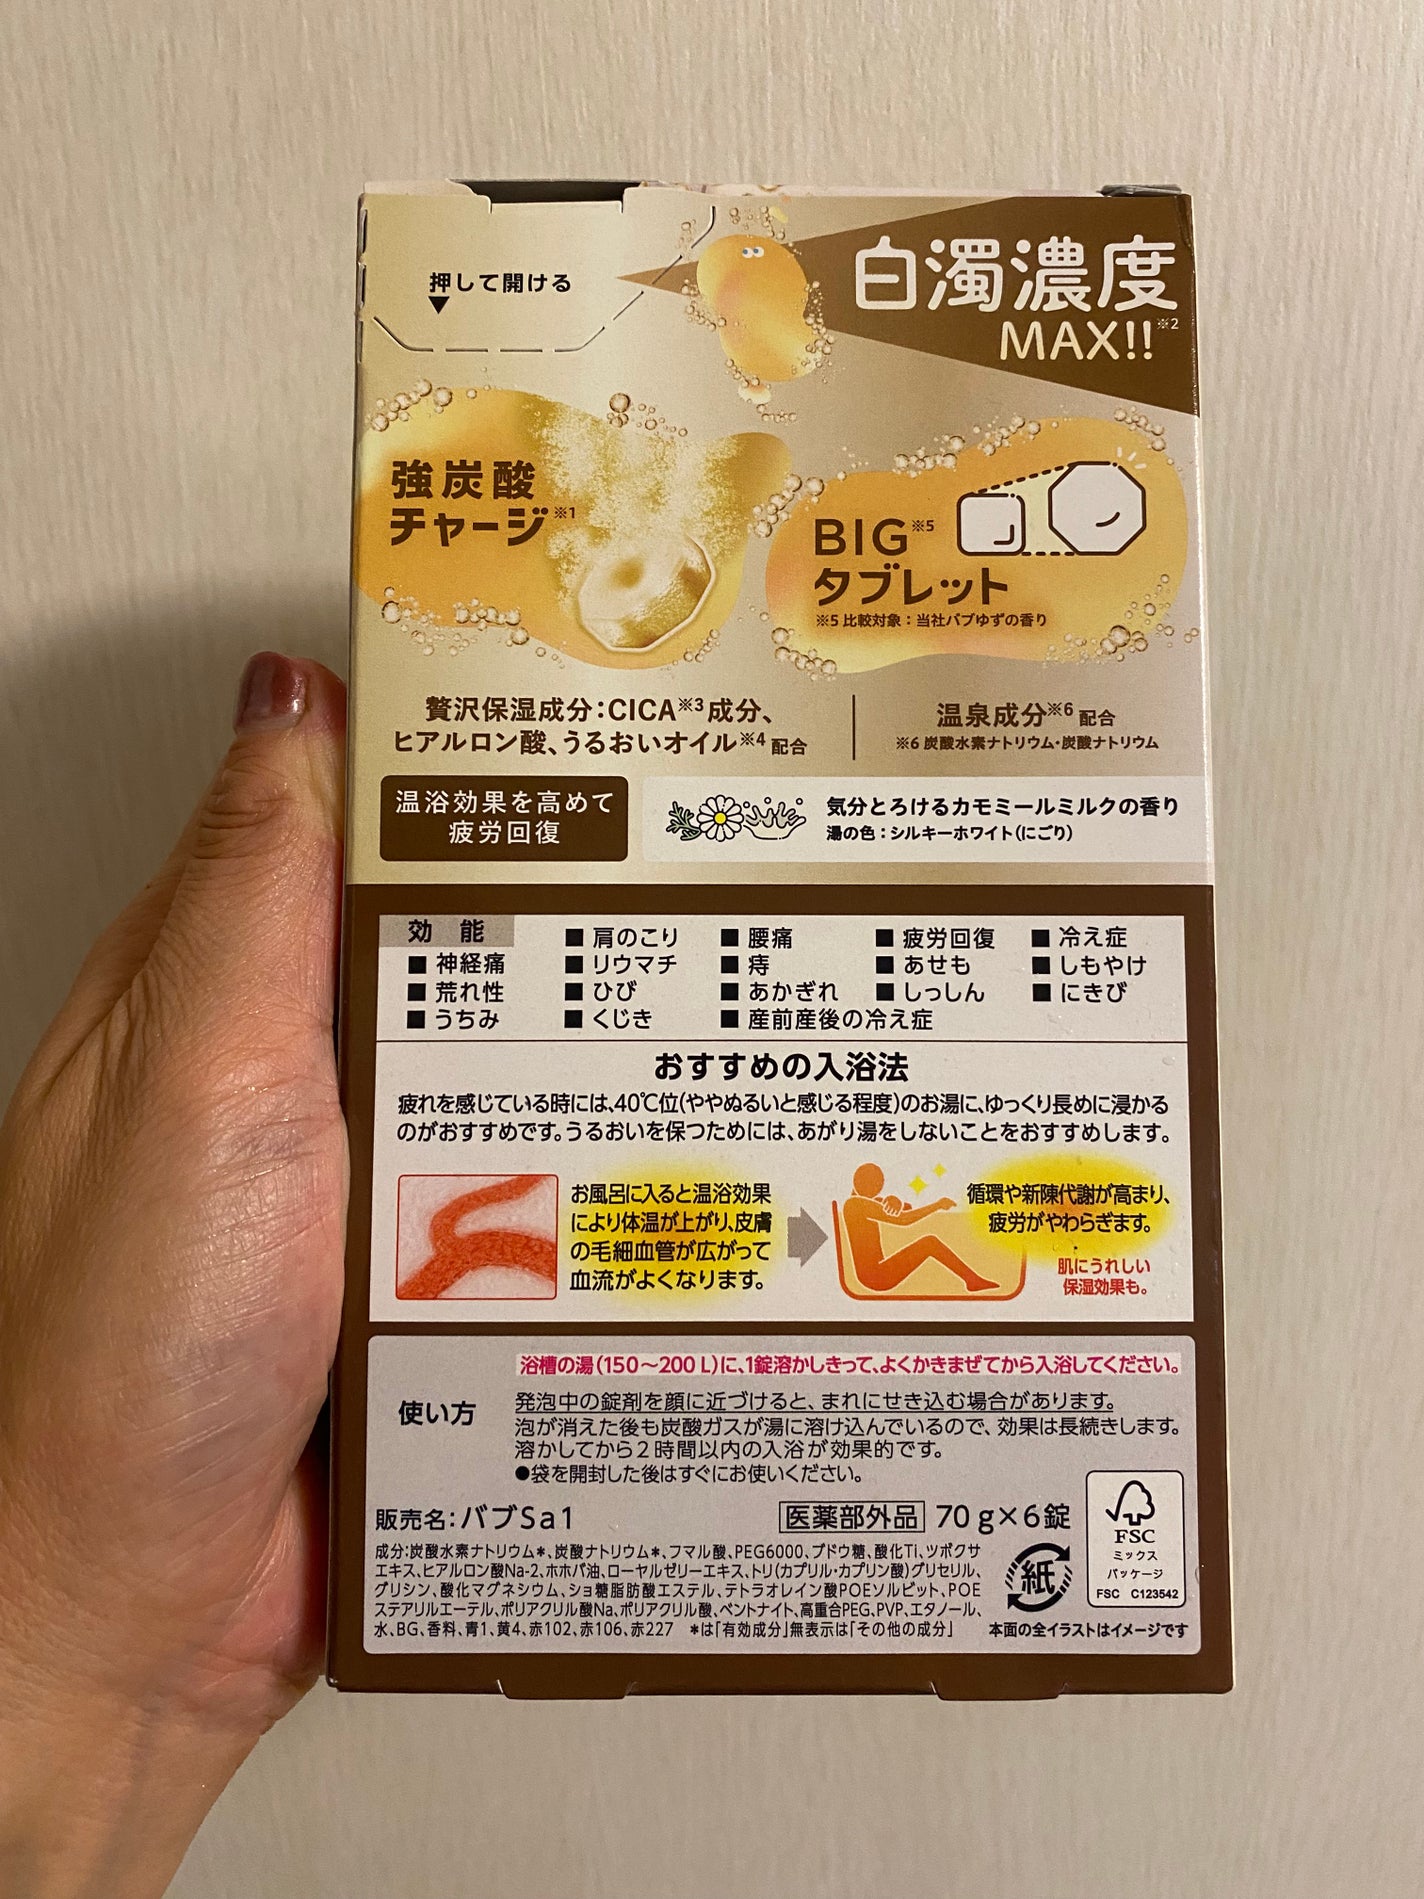 押して開ける
▼
白濁濃度
MAX!!※2
強炭酸
チャージ※1
BIG※5
タブレット
※5 比較対象：当社バブゆずの香り
贅沢保湿成分：CICA※3成分、
ヒアルロン酸、うるおいオイル※4 配合
温泉成分※6 配合
※6 炭酸水素ナトリウム・炭酸ナトリウム
温浴効果を高めて
疲労回復
気分とろけるカモミールミルクの香り
湯の色：シルキーホワイト（にごり）
効 能 ■肩のこり ■腰痛 ■疲労回復 ■冷え症
■神経痛 ■リウマチ ■痔 ■あせも ■しもやけ
■荒れ性 ■ひび ■あかぎれ ■しっしん ■にきび
■うちみ ■くじき ■産前産後の冷え症
おすすめの入浴法
疲れを感じている時には、40℃位（ややぬるいと感じる程度）のお湯に、ゆっくり長めに浸かる
のがおすすめです。うるおいを保つためには、あがり湯をしないことをおすすめします。
お風呂に入ると温浴効果
により体温が上がり、皮膚
の毛細血管が広がって
血流がよくなります。
循環や新陳代謝が高まり、
疲労がやわらぎます。
肌にうれしい
保湿効果も。
使い方
浴槽の湯（150〜200L）に、1錠溶かしきって、よくかきまぜてから入浴してください。
発泡中の錠剤を顔に近づけると、まれにせき込む場合があります。
泡が消えた後も炭酸ガスが湯に溶け込んでいるので、効果は長続きします。
溶かしてから2時間以内の入浴が効果的です。
●袋を開封した後はすぐにお使いください。
販売名：バブSa1
医薬部外品 70g×6錠
成分：炭酸水素ナトリウム*、炭酸ナトリウム*、フマル酸、PEG6000、ブドウ糖、酸化Ti、ツボクサ
エキス、ヒアルロン酸Na-2、ホホバ油、ローヤルゼリーエキス、トリ（カプリル・カプリン酸）グリセリル、
グリシン、酸化マグネシウム、ショ糖脂肪酸エステル、テトラオレイン酸POEソルビット、POE
ステアリルエーテル、ポリアクリル酸Na、ポリアクリル酸、ベントナイト、高重合PEG、PVP、エタノール、
水、BG、香料、青1、黄4、赤102、赤106、赤227 *は「有効成分」無表示は「その他の成分」
紙
FSC
ミックス
パッケージ
FSC C123542
本面の全イラストはイメージです